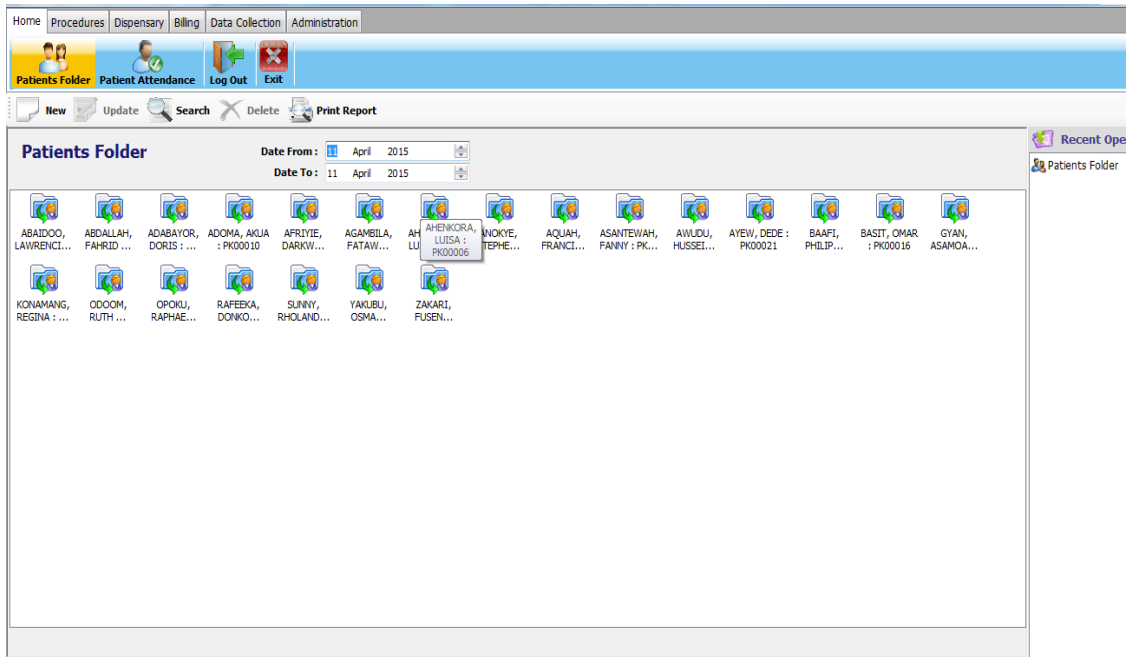 Home Procedures Dispensary Billing Data Collection Administration
Patients Folder Patient Attendance Log Out Exit
New Update Search Delete Print Report
Patients Folder
Date From : 11 April 2015
Date To : 11 April 2015
Recent Ope
Patients Folder
ABAIDOO, LAWRENCI...
ABDALLAH, FAHRID ...
ADABAYOR, DORIS : ...
ADOMA, AKUA : PK00010
AFRIYIE, DARKW...
AGAMBILA, FATAW...
AHENKORA,
LUISA :
PK00006
NOKYE, TEPHE...
AQUAH, FRANCI...
ASANTEWAH, FANNY : PK...
AWUDU, HUSSEI...
AYEW, DEDE : PK00021
BAAFI, PHILIP...
BASIT, OMAR : PK00016
GYAN, ASAMOA...
KONAMANG, REGINA : ...
ODOOM, RUTH ...
OPOKU, RAPHAE...
RAFEEKA, DONKO...
SUNNY, RHOLAND...
YAKUBU, OSMA...
ZAKARI, FUSEN...